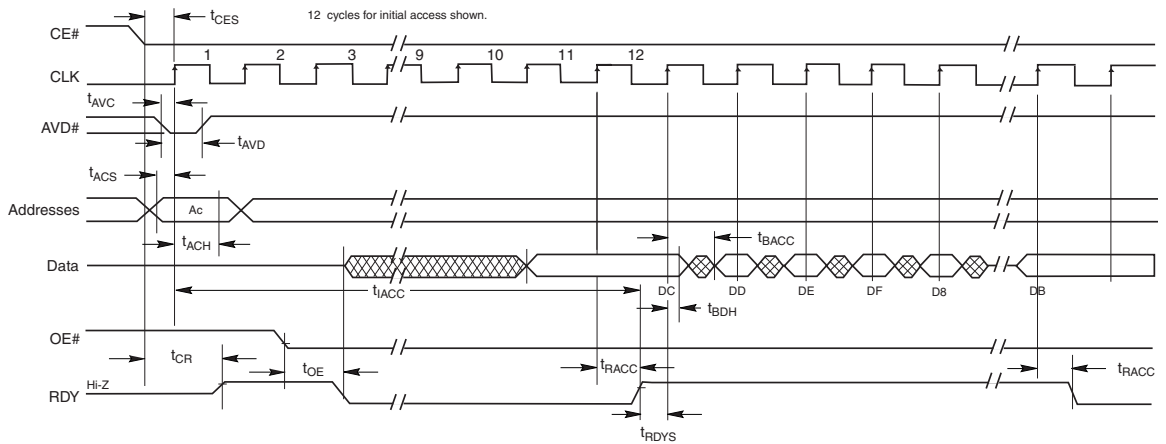 tCES
12 cycles for initial access shown.
CE#
1 2 3 9 10 11 12
CLK
tAVC
AVD#
tAVD
tACS
Addresses
Ac
tACH
tBACC
Data
tIACC
DC DD DE DF D8 DB
tBDH
OE#
tCR
tOE
tRACC
tRACC
Hi-Z
RDY
tRDYS